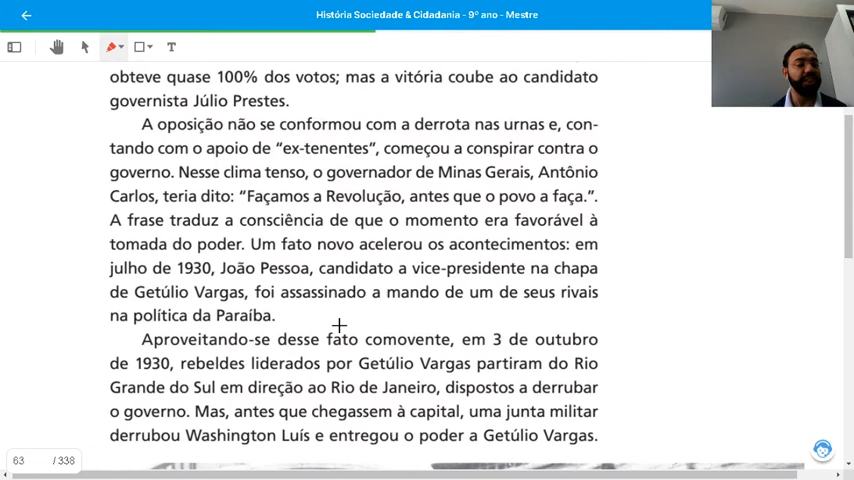 História Sociedade & Cidadania - 9º ano - Mestre
T
obteve quase 100% dos votos; mas a vitória coube ao candidato
governista Júlio Prestes.
A oposição não se conformou com a derrota nas urnas e, con-
tando com o apoio de “ex-tenentes”, começou a conspirar contra o
governo. Nesse clima tenso, o governador de Minas Gerais, Antônio
Carlos, teria dito: “Façamos a Revolução, antes que o povo a faça.”.
A frase traduz a consciência de que o momento era favorável à
tomada do poder. Um fato novo acelerou os acontecimentos: em
julho de 1930, João Pessoa, candidato a vice-presidente na chapa
de Getúlio Vargas, foi assassinado a mando de um de seus rivais
na política da Paraíba.
Aproveitando-se desse fato comovente, em 3 de outubro
de 1930, rebeldes liderados por Getúlio Vargas partiram do Rio
Grande do Sul em direção ao Rio de Janeiro, dispostos a derrubar
o governo. Mas, antes que chegassem à capital, uma junta militar
derrubou Washington Luís e entregou o poder a Getúlio Vargas.
63 / 338